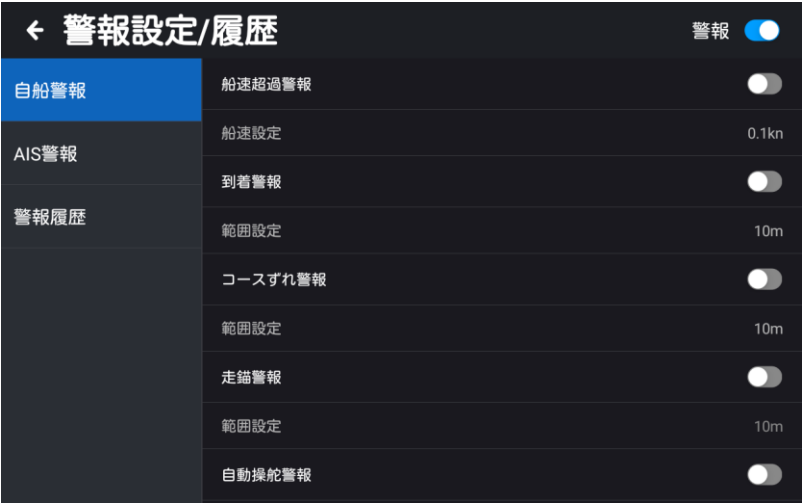 ← 警報設定/履歴
警報
自船警報
AIS警報
警報履歴
船速超過警報
船速設定 0.1kn
到着警報
範囲設定 10m
コースずれ警報
範囲設定 10m
走錨警報
範囲設定 10m
自動操舵警報